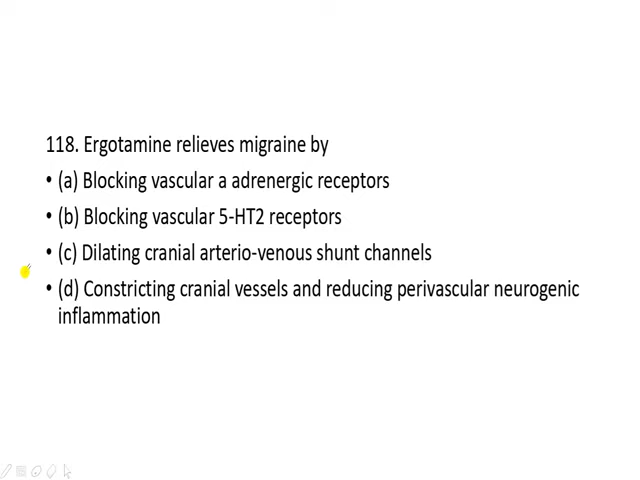 118. Ergotamine relieves migraine by
• (a) Blocking vascular a adrenergic receptors
• (b) Blocking vascular 5-HT2 receptors
• (c) Dilating cranial arterio-venous shunt channels
• (d) Constricting cranial vessels and reducing perivascular neurogenic
inflammation